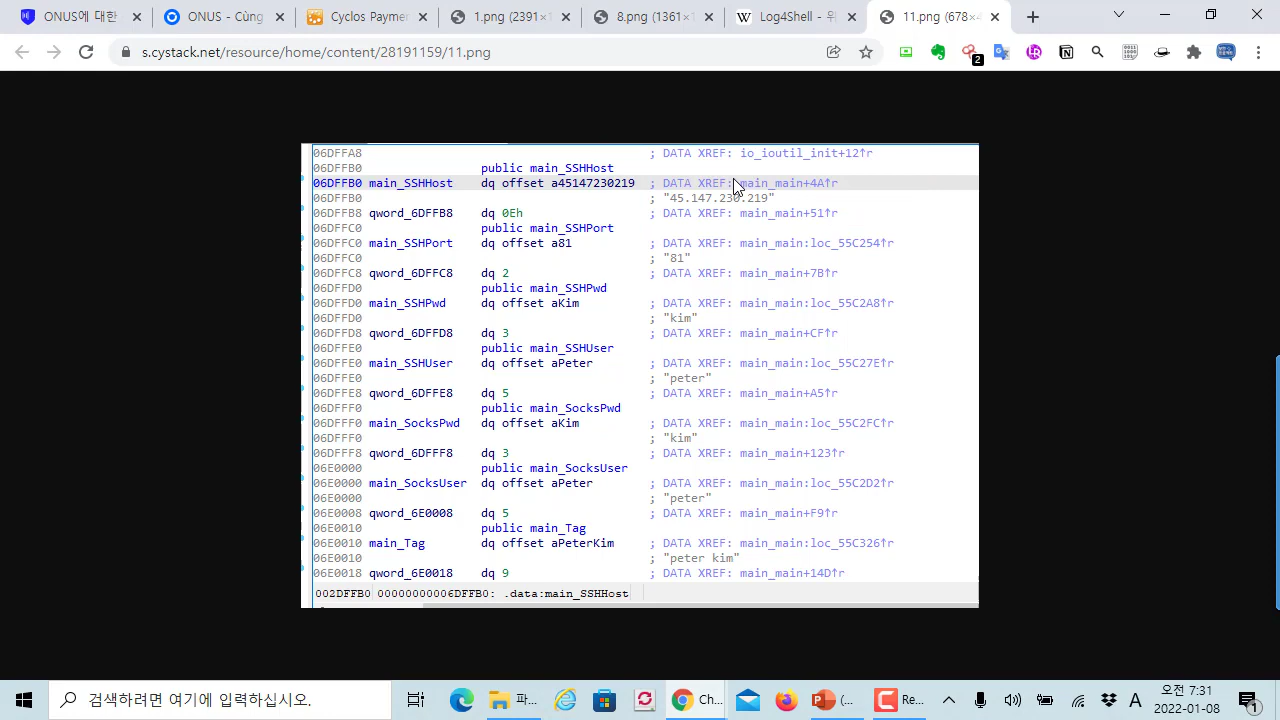 ONUS에 대한
ONUS - Cùng
Cyclos Payme
1.png (2391×1
8.png (1361×1
Log4Shell - 위
11.png (678×4
s.cystack.net/resource/home/content/28191159/11.png
2
06DFFA8 ; DATA XREF: io_ioutil_init+12↑r
06DFFB0 public main_SSHHost
06DFFB0 main_SSHHost dq offset a45147230219 ; DATA XREF: main_main+4A↑r
06DFFB0 ; "45.147.230.219"
06DFFB8 qword_6DFFB8 dq 0Eh ; DATA XREF: main_main+51↑r
06DFFC0 public main_SSHPort
06DFFC0 main_SSHPort dq offset a81 ; DATA XREF: main_main:loc_55C254↑r
06DFFC0 ; "81"
06DFFC8 qword_6DFFC8 dq 2 ; DATA XREF: main_main+7B↑r
06DFFD0 public main_SSHPwd
06DFFD0 main_SSHPwd dq offset aKim ; DATA XREF: main_main:loc_55C2A8↑r
06DFFD0 ; "kim"
06DFFD8 qword_6DFFD8 dq 3 ; DATA XREF: main_main+CF↑r
06DFFE0 public main_SSHUser
06DFFE0 main_SSHUser dq offset aPeter ; DATA XREF: main_main:loc_55C27E↑r
06DFFE0 ; "peter"
06DFFE8 qword_6DFFE8 dq 5 ; DATA XREF: main_main+A5↑r
06DFFF0 public main_SocksPwd
06DFFF0 main_SocksPwd dq offset aKim ; DATA XREF: main_main:loc_55C2FC↑r
06DFFF0 ; "kim"
06DFFF8 qword_6DFFF8 dq 3 ; DATA XREF: main_main+123↑r
06E0000 public main_SocksUser
06E0000 main_SocksUser dq offset aPeter ; DATA XREF: main_main:loc_55C2D2↑r
06E0000 ; "peter"
06E0008 qword_6E0008 dq 5 ; DATA XREF: main_main+F9↑r
06E0010 public main_Tag
06E0010 main_Tag dq offset aPeterKim ; DATA XREF: main_main:loc_55C326↑r
06E0010 ; "peter kim"
06E0018 qword_6E0018 dq 9 ; DATA XREF: main_main+14D↑r
002DFFB0 00000000006DFFB0: .data:main_SSHHost
검색하려면 여기에 입력하십시오.
파...
Ch...
(...
Re...
A
오전 7:31
2022-01-08
1